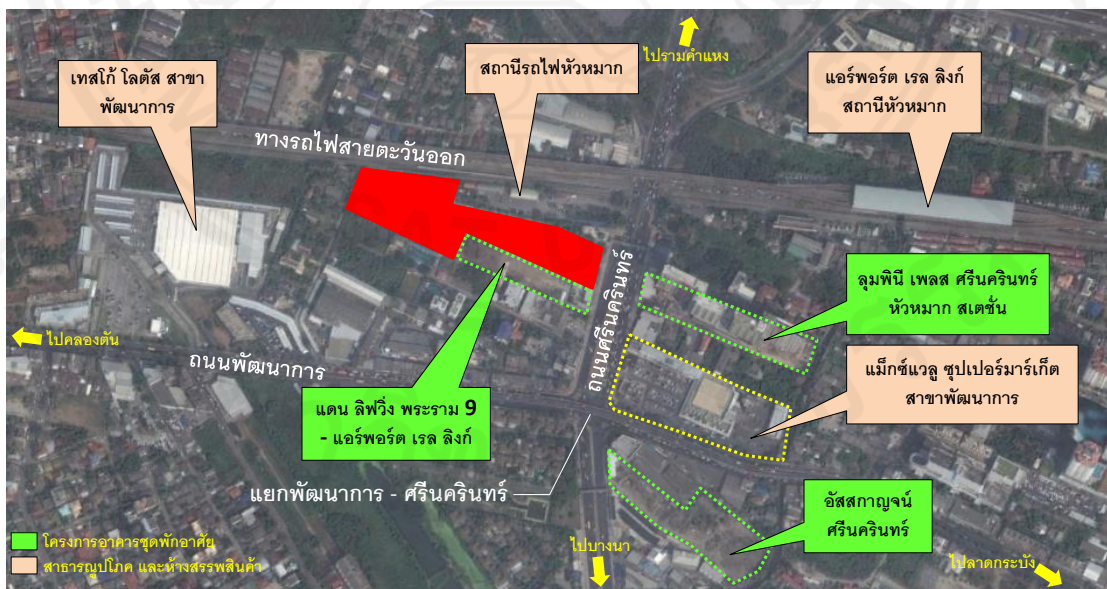 ไปรามคำแหง
เทสโก้ โลตัส สาขา
พัฒนาการ
สถานีรถไฟหัวหมาก
แอร์พอร์ต เรล ลิงก์
สถานีหัวหมาก
ทางรถไฟสายตะวันออก
ถนนศรีนครินทร์
ลุมพินี เพลส ศรีนครินทร์
หัวหมาก สเตชั่น
ไปคลองตัน
ถนนพัฒนาการ
แม็กซ์แวลู ซุปเปอร์มาร์เก็ต
สาขาพัฒนาการ
แดน ลิฟวิ่ง พระราม 9
- แอร์พอร์ต เรล ลิงก์
แยกพัฒนาการ - ศรีนครินทร์
อัสสกาญจน์
ศรีนครินทร์
โครงการอาคารชุดพักอาศัย
สาธารณูปโภค และห้างสรรพสินค้า
ไปบางนา
ไปลาดกระบัง